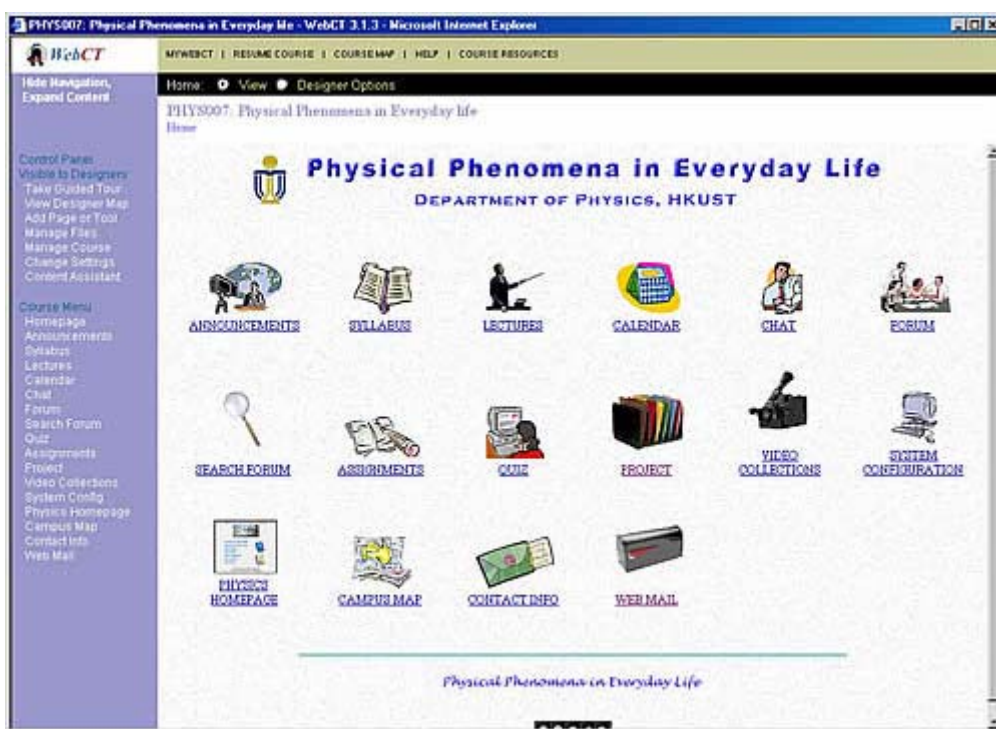 PHYS007: Physical Phenomena in Everyday life - WebCT 3.1.3 - Microsoft Internet Explorer
WebCT
MYWEBCT | RESUME COURSE | COURSE MAP | HELP | COURSE RESOURCES
Hide Navigation,
Expand Content
Home: View Designer Options
PHYS007: Physical Phenomena in Everyday life
Home
Control Panel
Visible to Designers
Take Guided Tour
View Designer Map
Add Page or Tool
Manage Files
Manage Course
Change Settings
Content Assistant
Course Menu
Homepage
Announcements
Syllabus
Lectures
Calendar
Chat
Forum
Search Forum
Quiz
Assignments
Project
Video Collections
System Config
Physics Homepage
Campus Map
Contact Info
Web Mail
Physical Phenomena in Everyday Life
DEPARTMENT OF PHYSICS, HKUST
ANNOUNCEMENTS SYLLABUS LECTURES CALENDAR CHAT FORUM
SEARCH FORUM ASSIGNMENTS QUIZ PROJECT VIDEO COLLECTIONS SYSTEM CONFIGURATION
PHYSICS HOMEPAGE CAMPUS MAP CONTACT INFO WEB MAIL
Physical Phenomena in Everyday Life